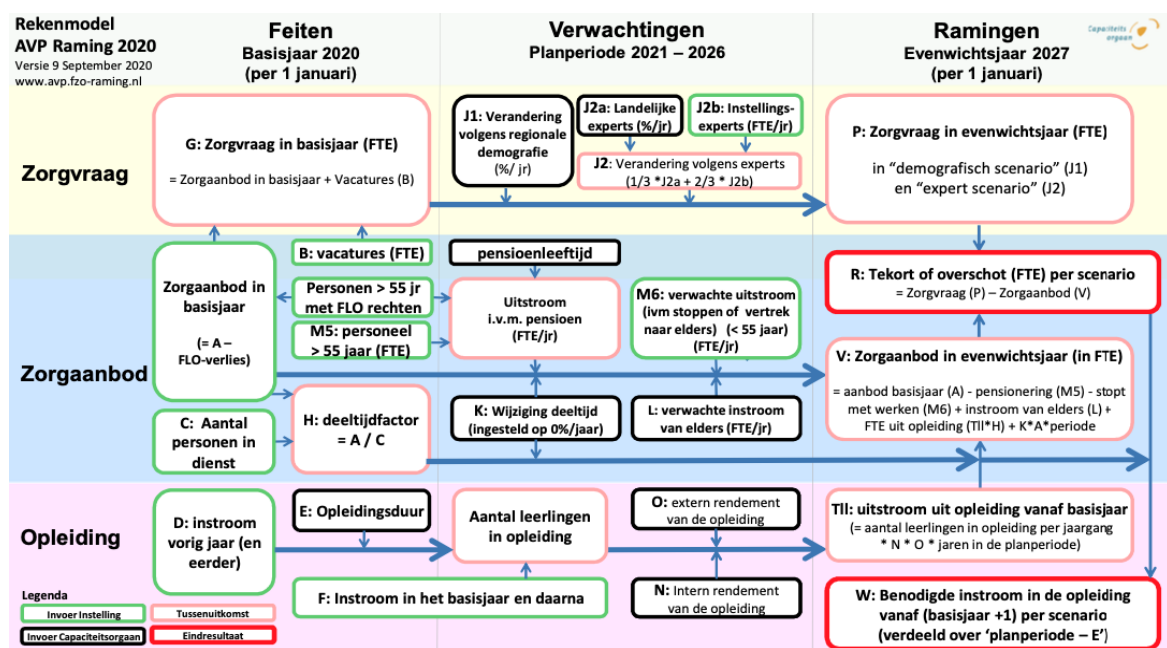 Rekenmodel
AVP Raming 2020
Versie 9 September 2020
www.avp.fzo-raming.nl
Feiten
Basisjaar 2020
(per 1 januari)
Verwachtingen
Planperiode 2021 – 2026
Ramingen
Evenwichtsjaar 2027
(per 1 januari)
Capaciteits
orgaan
Zorgvraag
G: Zorgvraag in basisjaar (FTE)
= Zorgaanbod in basisjaar + Vacatures (B)
J1: Verandering
volgens regionale
demografie
(%/ jr)
J2a: Landelijke
experts (%/jr)
J2b: Instellings-
experts (FTE/jr)
J2: Verandering volgens experts
(1/3 *J2a + 2/3 * J2b)
P: Zorgvraag in evenwichtsjaar (FTE)
in “demografisch scenario” (J1)
en “expert scenario” (J2)
Zorgaanbod
Zorgaanbod in
basisjaar
(= A –
FLO-verlies)
B: vacatures (FTE)
Personen > 55 jr
met FLO rechten
M5: personeel
> 55 jaar (FTE)
pensioenleeftijd
Uitstroom
i.v.m. pensioen
(FTE/jr)
M6: verwachte uitstroom
(ivm stoppen of vertrek
naar elders) (< 55 jaar)
(FTE/jr)
R: Tekort of overschot (FTE) per scenario
= Zorgvraag (P) – Zorgaanbod (V)
V: Zorgaanbod in evenwichtsjaar (in FTE)
= aanbod basisjaar (A) - pensionering (M5) - stopt
met werken (M6) + instroom van elders (L) +
FTE uit opleiding (Tll*H) + K*A*periode
C: Aantal
personen in
dienst
H: deeltijdfactor
= A / C
K: Wijziging deeltijd
(ingesteld op 0%/jaar)
L: verwachte instroom
van elders (FTE/jr)
Opleiding
D: instroom
vorig jaar (en
eerder)
E: Opleidingsduur
Aantal leerlingen
in opleiding
O: extern rendement
van de opleiding
F: Instroom in het basisjaar en daarna
N: Intern rendement
van de opleiding
Tll: uitstroom uit opleiding vanaf basisjaar
(= aantal leerlingen in opleiding per jaargang
* N * O * jaren in de planperiode)
W: Benodigde instroom in de opleiding
vanaf (basisjaar +1) per scenario
(verdeeld over ‘planperiode – E’)
Legenda
Invoer Instelling
Tussenuitkomst
Invoer Capaciteitsorgaan
Eindresultaat